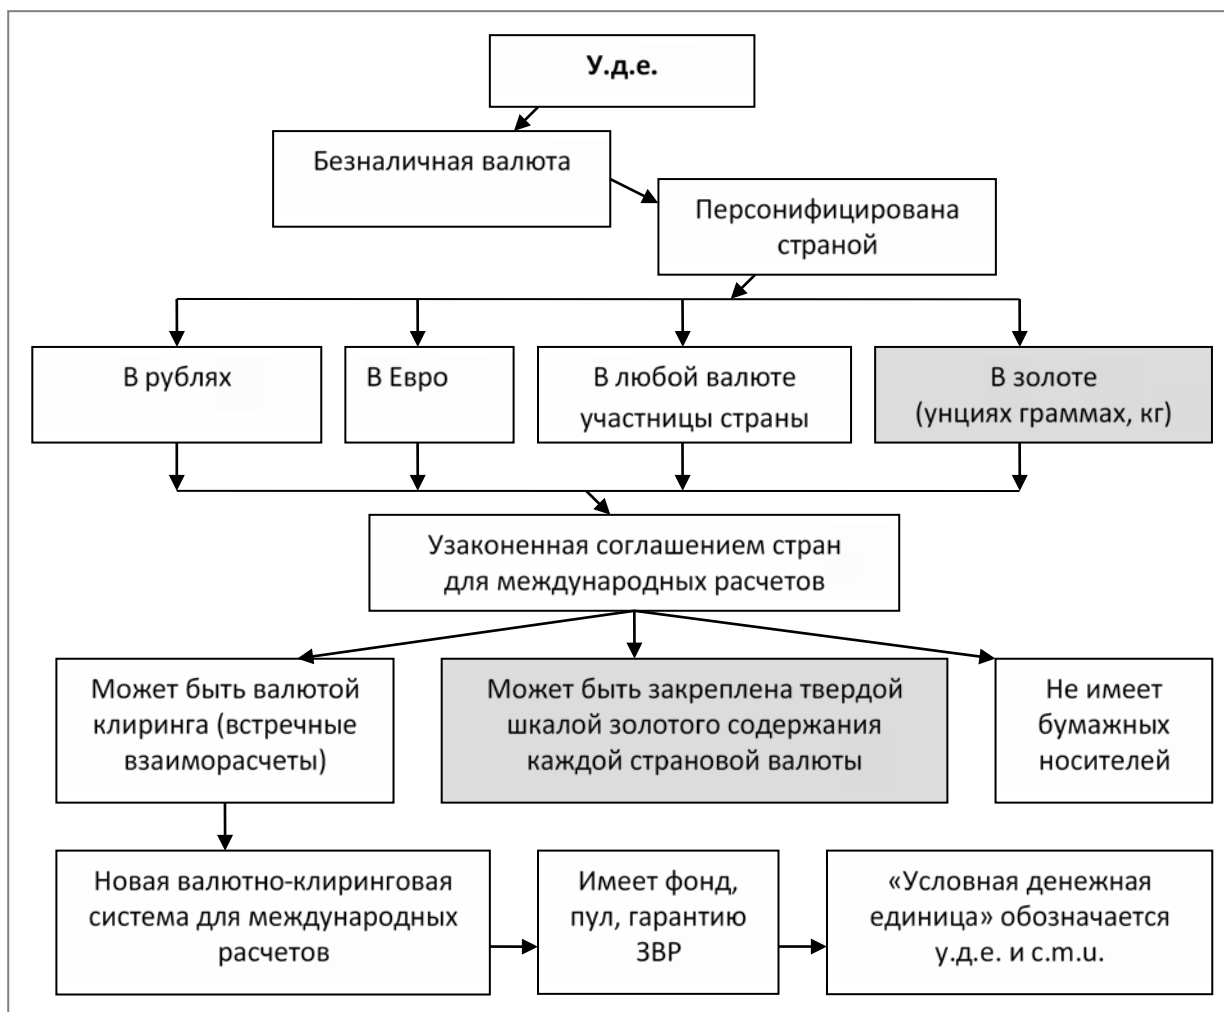 У.д.е.
Безналичная валюта
Персонифицирована
страной
В рублях
В Евро
В любой валюте
участницы страны
В золоте
(унциях граммах, кг)
Узаконенная соглашением стран
для международных расчетов
Может быть валютой
клиринга (встречные
взаиморасчеты)
Может быть закреплена твердой
шкалой золотого содержания
каждой страновой валюты
Не имеет
бумажных
носителей
Новая валютно-клиринговая
система для международных
расчетов
Имеет фонд,
пул, гарантию
ЗВР
«Условная денежная
единица» обозначается
у.д.е. и c.m.u.